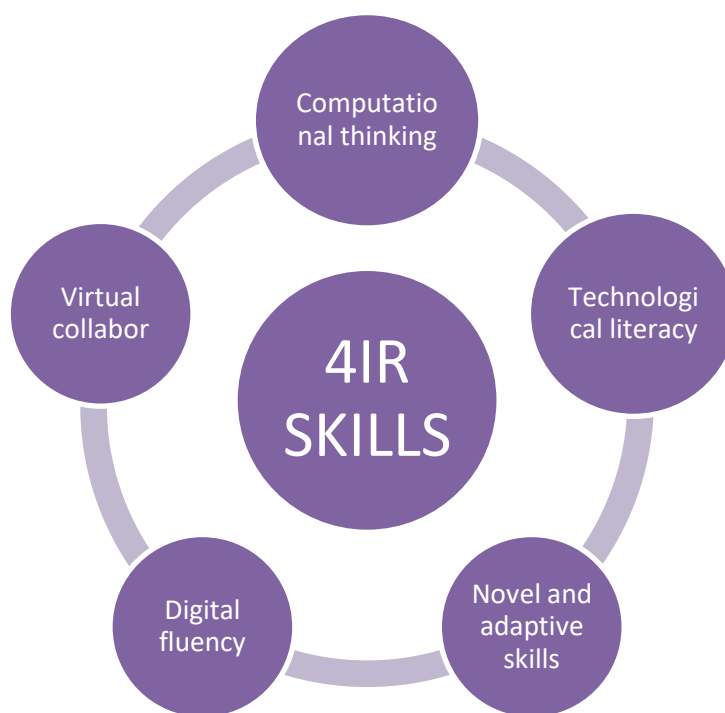 Computatio
nal thinking
Technologi
cal literacy
Novel and
adaptive
skills
Digital
fluency
Virtual
collabor
4IR
SKILLS